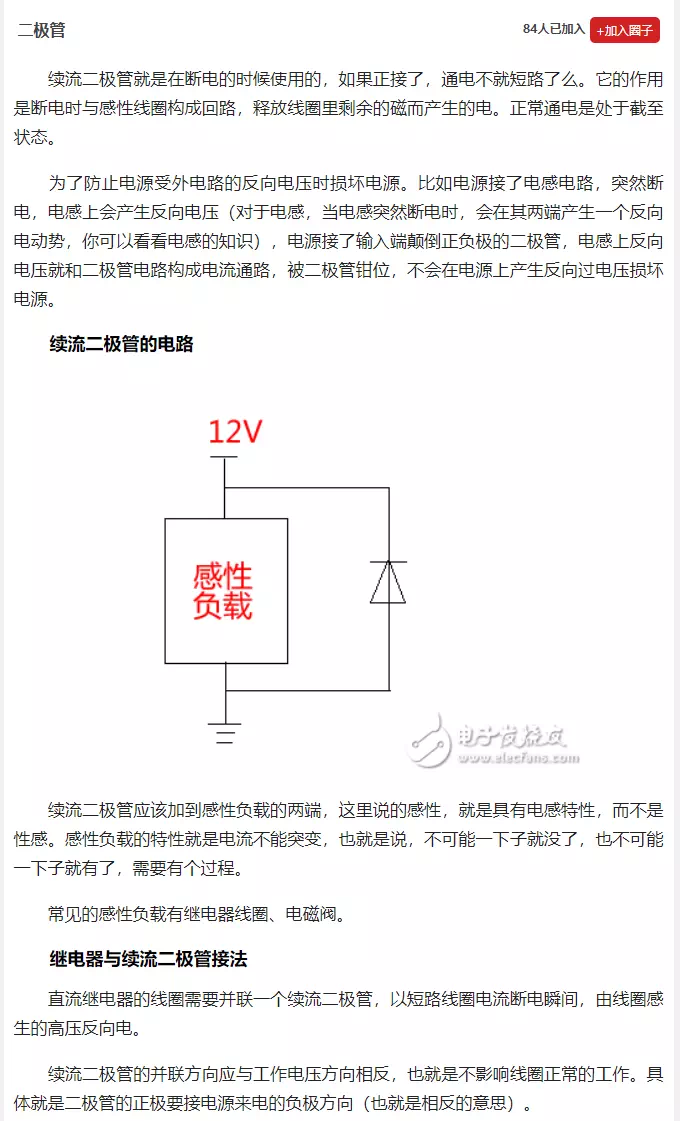 二极管
84人已加入
+加入圈子
续流二极管就是在断电的时候使用的，如果正接了，通电不就短路了么。它的作用
是断电时与感性线圈构成回路，释放线圈里剩余的磁而产生的电。正常通电是处于截至
状态。
为了防止电源受外电路的反向电压时损坏电源。比如电源接了电感电路，突然断
电，电感上会产生反向电压（对于电感，当电感突然断电时，会在其两端产生一个反向
电动势，你可以看看电感的知识），电源接了输入端颠倒正负极的二极管，电感上反向
电压就和二极管电路构成电流通路，被二极管钳位，不会在电源上产生反向过电压损坏
电源。
续流二极管的电路
12V
感性
负载
电子发烧友
www.elecfans.com
续流二极管应该加到感性负载的两端，这里说的感性，就是具有电感特性，而不是
性感。感性负载的特性就是电流不能突变，也就是说，不可能一下子就没了，也不可能
一下子就有了，需要有个过程。
常见的感性负载有继电器线圈、电磁阀。
继电器与续流二极管接法
直流继电器的线圈需要并联一个续流二极管，以短路线圈电流断电瞬间，由线圈感
生的高压反向电。
续流二极管的并联方向应与工作电压方向相反，也就是不影响线圈正常的工作。具
体就是二极管的正极要接电源来电的负极方向（也就是相反的意思）。